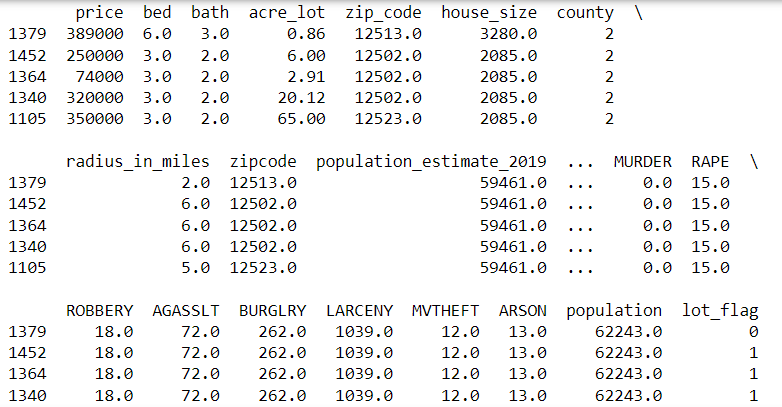 price bed bath acre_lot zip_code house_size county \
1379 389000 6.0 3.0 0.86 12513.0 3280.0 2
1452 250000 3.0 2.0 6.00 12502.0 2085.0 2
1364 74000 3.0 2.0 2.91 12502.0 2085.0 2
1340 320000 3.0 2.0 20.12 12502.0 2085.0 2
1105 350000 3.0 2.0 65.00 12523.0 2085.0 2
radius_in_miles zipcode population_estimate_2019 ... MURDER RAPE \
1379 2.0 12513.0 59461.0 ... 0.0 15.0
1452 6.0 12502.0 59461.0 ... 0.0 15.0
1364 6.0 12502.0 59461.0 ... 0.0 15.0
1340 6.0 12502.0 59461.0 ... 0.0 15.0
1105 5.0 12523.0 59461.0 ... 0.0 15.0
ROBBERY AGASSLT BURGLRY LARCENY MVTHEFT ARSON population lot_flag
1379 18.0 72.0 262.0 1039.0 12.0 13.0 62243.0 0
1452 18.0 72.0 262.0 1039.0 12.0 13.0 62243.0 1
1364 18.0 72.0 262.0 1039.0 12.0 13.0 62243.0 1
1340 18.0 72.0 262.0 1039.0 12.0 13.0 62243.0 1